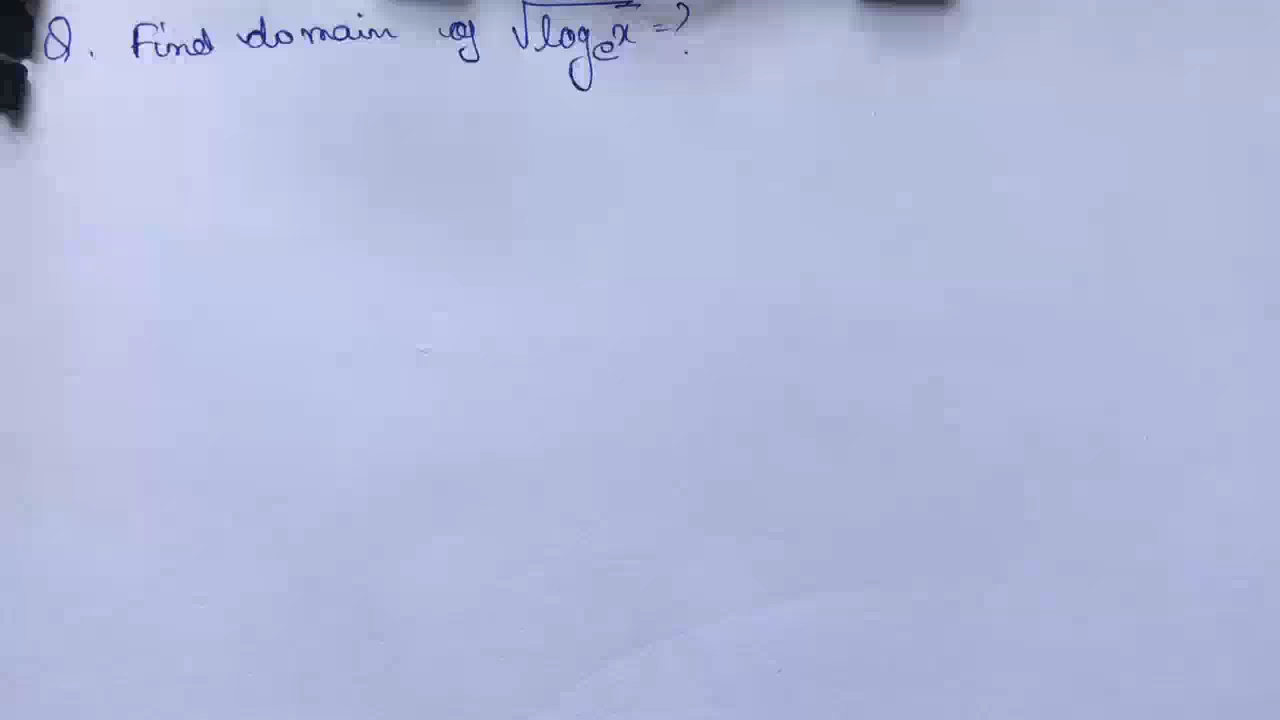 Q. Find domain of √logₑx = ?